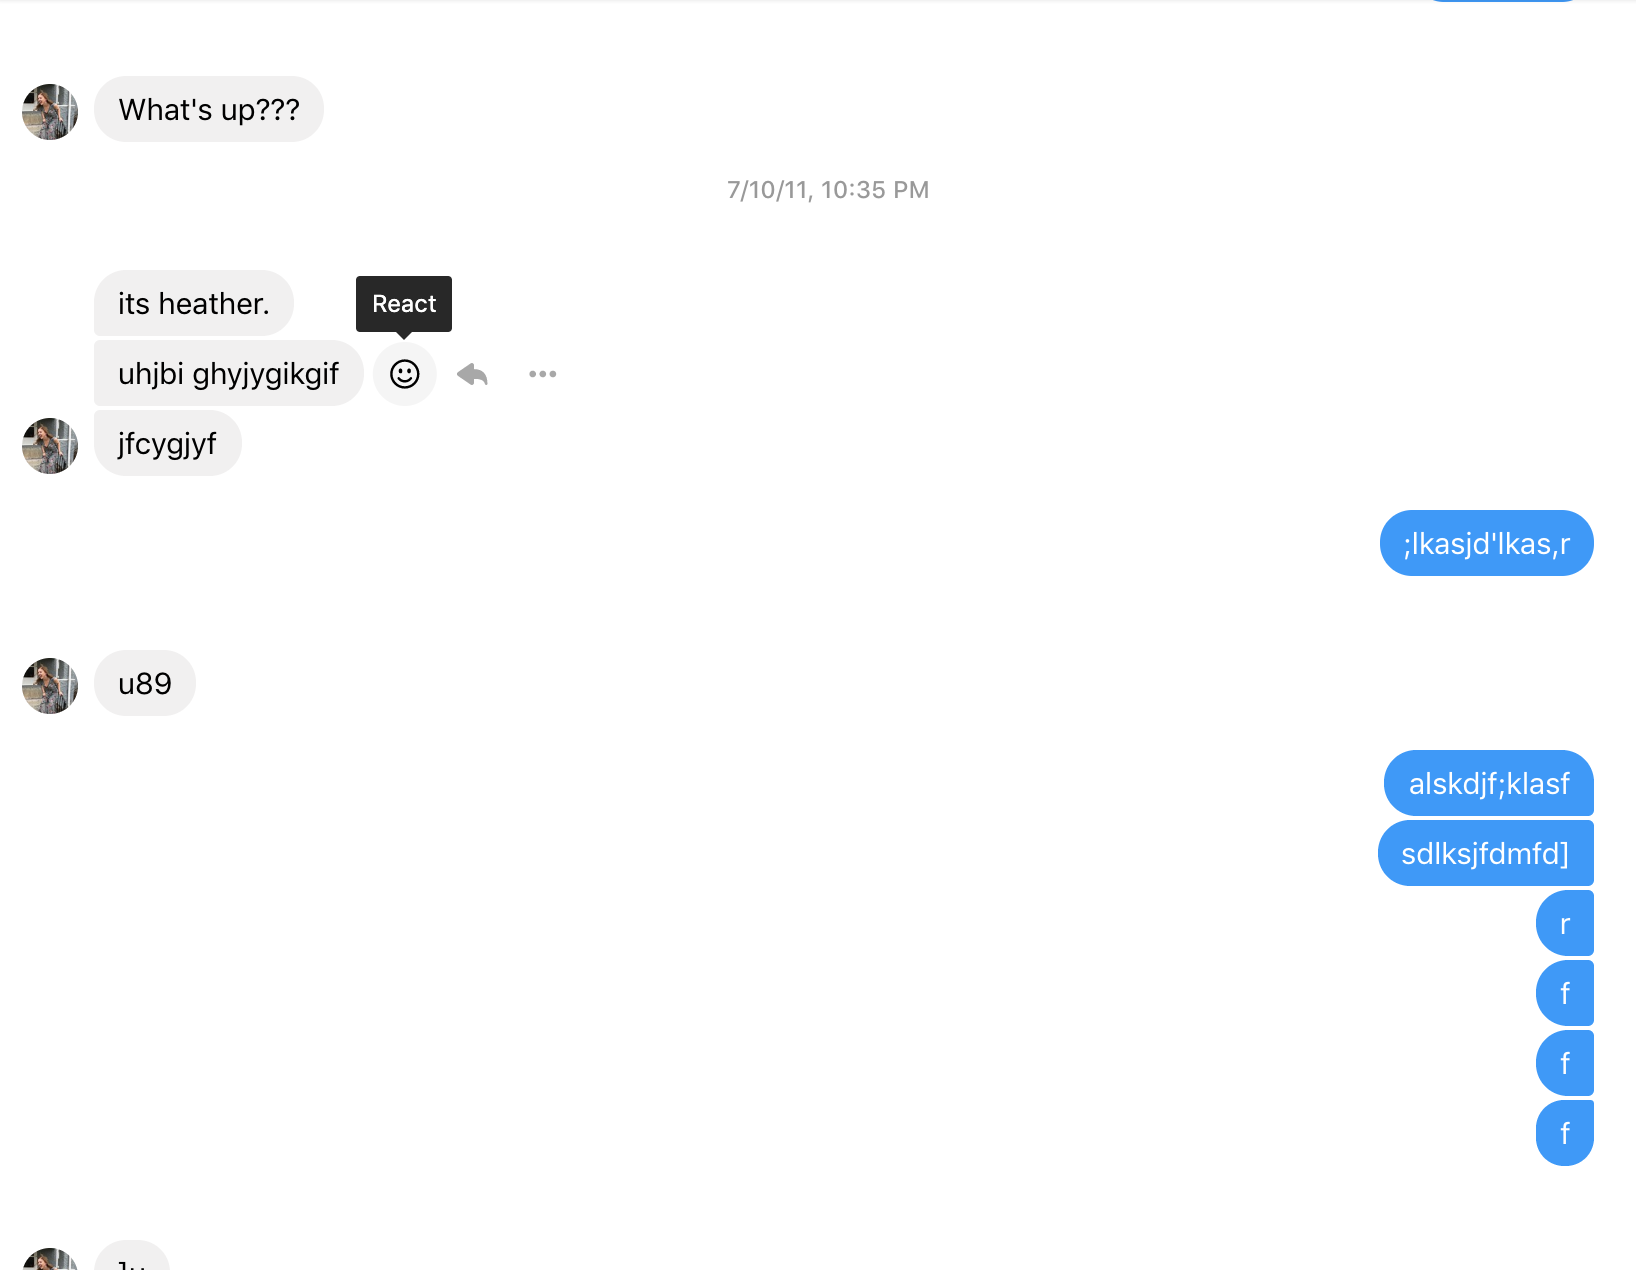 What's up???
7/10/11, 10:35 PM
its heather.
React
uhjbi ghyjygikgif
jfcygjyf
;lkasjd'lkas,r
u89
alskdjf;klasf
sdlksjfdmfd]
r
f
f
f